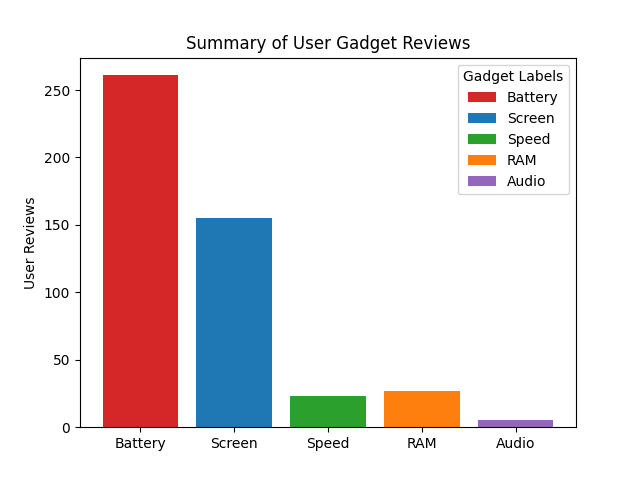 Summary of User Gadget Reviews
Gadget Labels
Battery
Screen
Speed
RAM
Audio
User Reviews
250
200
150
100
50
0
Battery Screen Speed RAM Audio